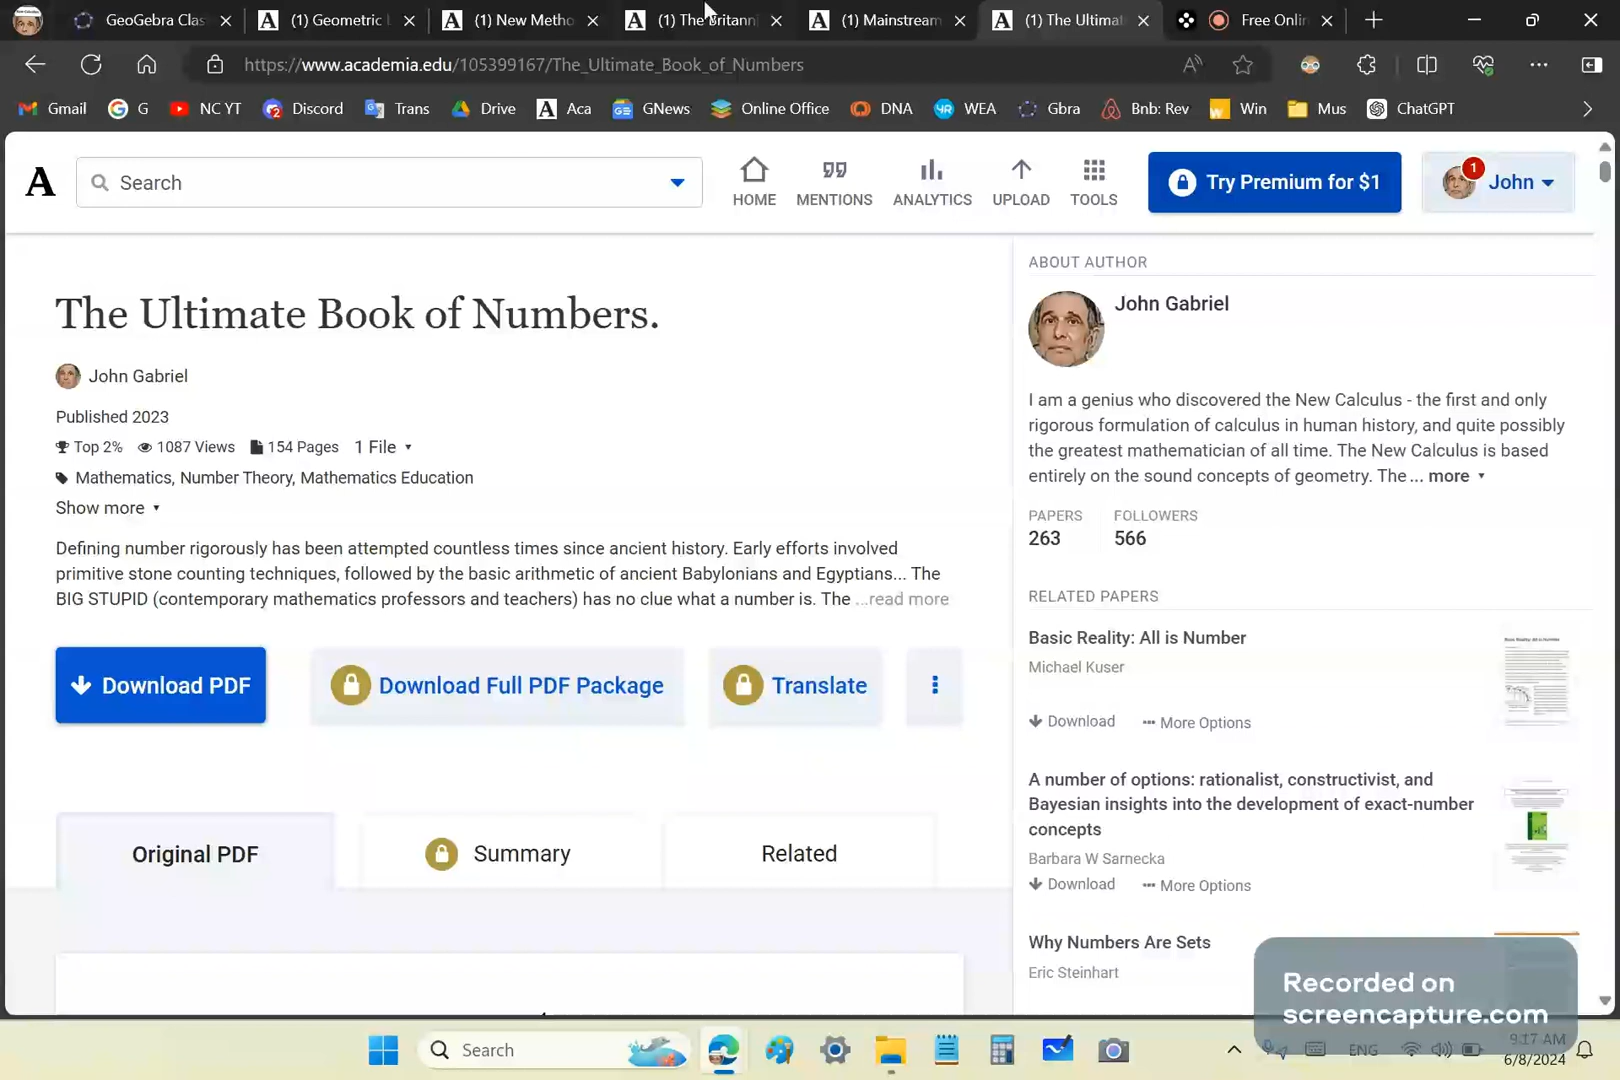 GeoGebra Clas
(1) Geometric
(1) New Metho
(1) The Britann
(1) Mainstream
(1) The Ultimat
Free Onlin
https://www.academia.edu/105399167/The_Ultimate_Book_of_Numbers
Gmail
G
NC YT
Discord
Trans
Drive
Aca
GNews
Online Office
DNA
WEA
Gbra
Bnb: Rev
Win
Mus
ChatGPT
A
Search
HOME
MENTIONS
ANALYTICS
UPLOAD
TOOLS
Try Premium for $1
1
John
The Ultimate Book of Numbers.
John Gabriel
Published 2023
Top 2% 1087 Views 154 Pages 1 File
Mathematics, Number Theory, Mathematics Education
Show more
Defining number rigorously has been attempted countless times since ancient history. Early efforts involved
primitive stone counting techniques, followed by the basic arithmetic of ancient Babylonians and Egyptians... The
BIG STUPID (contemporary mathematics professors and teachers) has no clue what a number is. The ...read more
Download PDF
Download Full PDF Package
Translate
Original PDF
Summary
Related
ABOUT AUTHOR
John Gabriel
I am a genius who discovered the New Calculus - the first and only
rigorous formulation of calculus in human history, and quite possibly
the greatest mathematician of all time. The New Calculus is based
entirely on the sound concepts of geometry. The ... more
PAPERS
263
FOLLOWERS
566
RELATED PAPERS
Basic Reality: All is Number
Michael Kuser
Download
More Options
A number of options: rationalist, constructivist, and
Bayesian insights into the development of exact-number
concepts
Barbara W Sarnecka
Download
More Options
Why Numbers Are Sets
Eric Steinhart
Recorded on
screencapture.com
Search
ENG
9:17 AM
6/8/2024